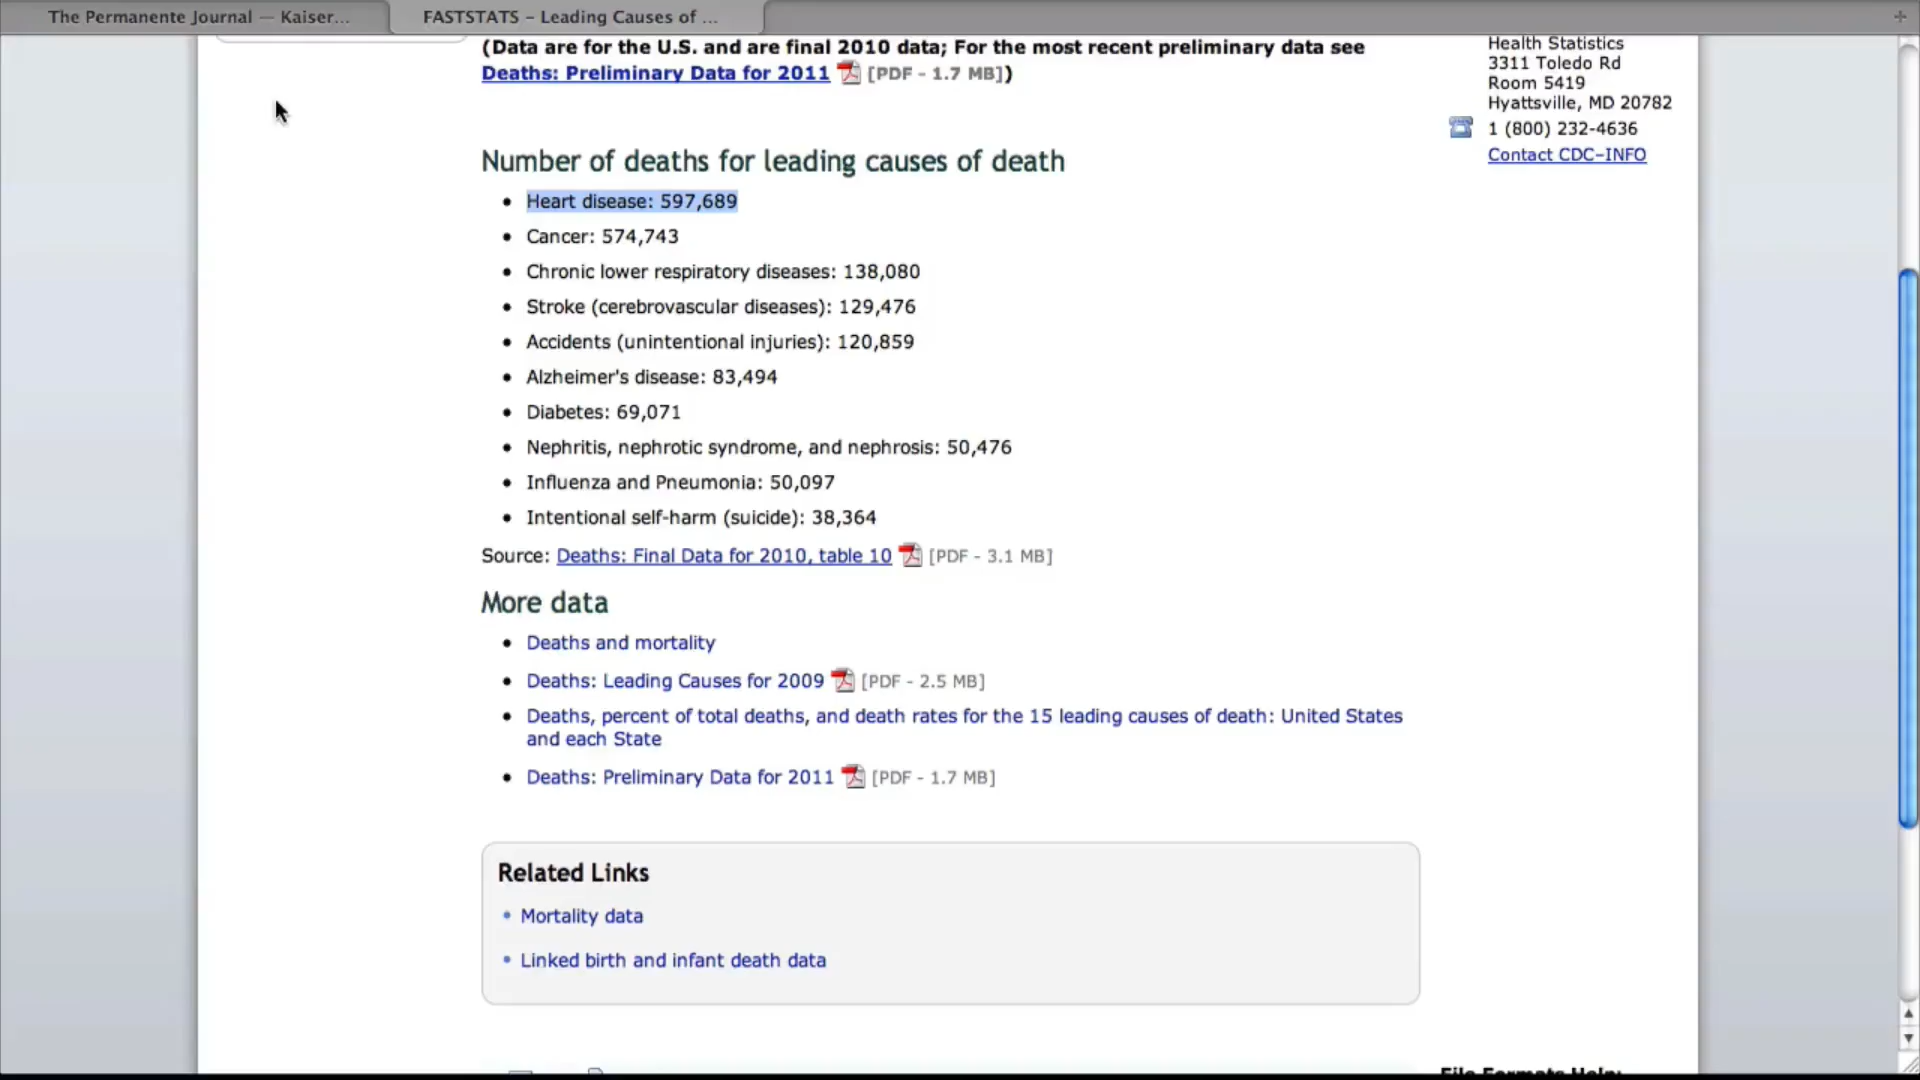 The Permanente Journal — Kaiser...
FASTSTATS – Leading Causes of ...
(Data are for the U.S. and are final 2010 data; For the most recent preliminary data see
Deaths: Preliminary Data for 2011 [PDF - 1.7 MB])
Health Statistics
3311 Toledo Rd
Room 5419
Hyattsville, MD 20782
1 (800) 232-4636
Contact CDC–INFO
Number of deaths for leading causes of death
• Heart disease: 597,689
• Cancer: 574,743
• Chronic lower respiratory diseases: 138,080
• Stroke (cerebrovascular diseases): 129,476
• Accidents (unintentional injuries): 120,859
• Alzheimer's disease: 83,494
• Diabetes: 69,071
• Nephritis, nephrotic syndrome, and nephrosis: 50,476
• Influenza and Pneumonia: 50,097
• Intentional self-harm (suicide): 38,364
Source: Deaths: Final Data for 2010, table 10 [PDF - 3.1 MB]
More data
• Deaths and mortality
• Deaths: Leading Causes for 2009 [PDF - 2.5 MB]
• Deaths, percent of total deaths, and death rates for the 15 leading causes of death: United States
and each State
• Deaths: Preliminary Data for 2011 [PDF - 1.7 MB]
Related Links
• Mortality data
• Linked birth and infant death data
File Formats Help: